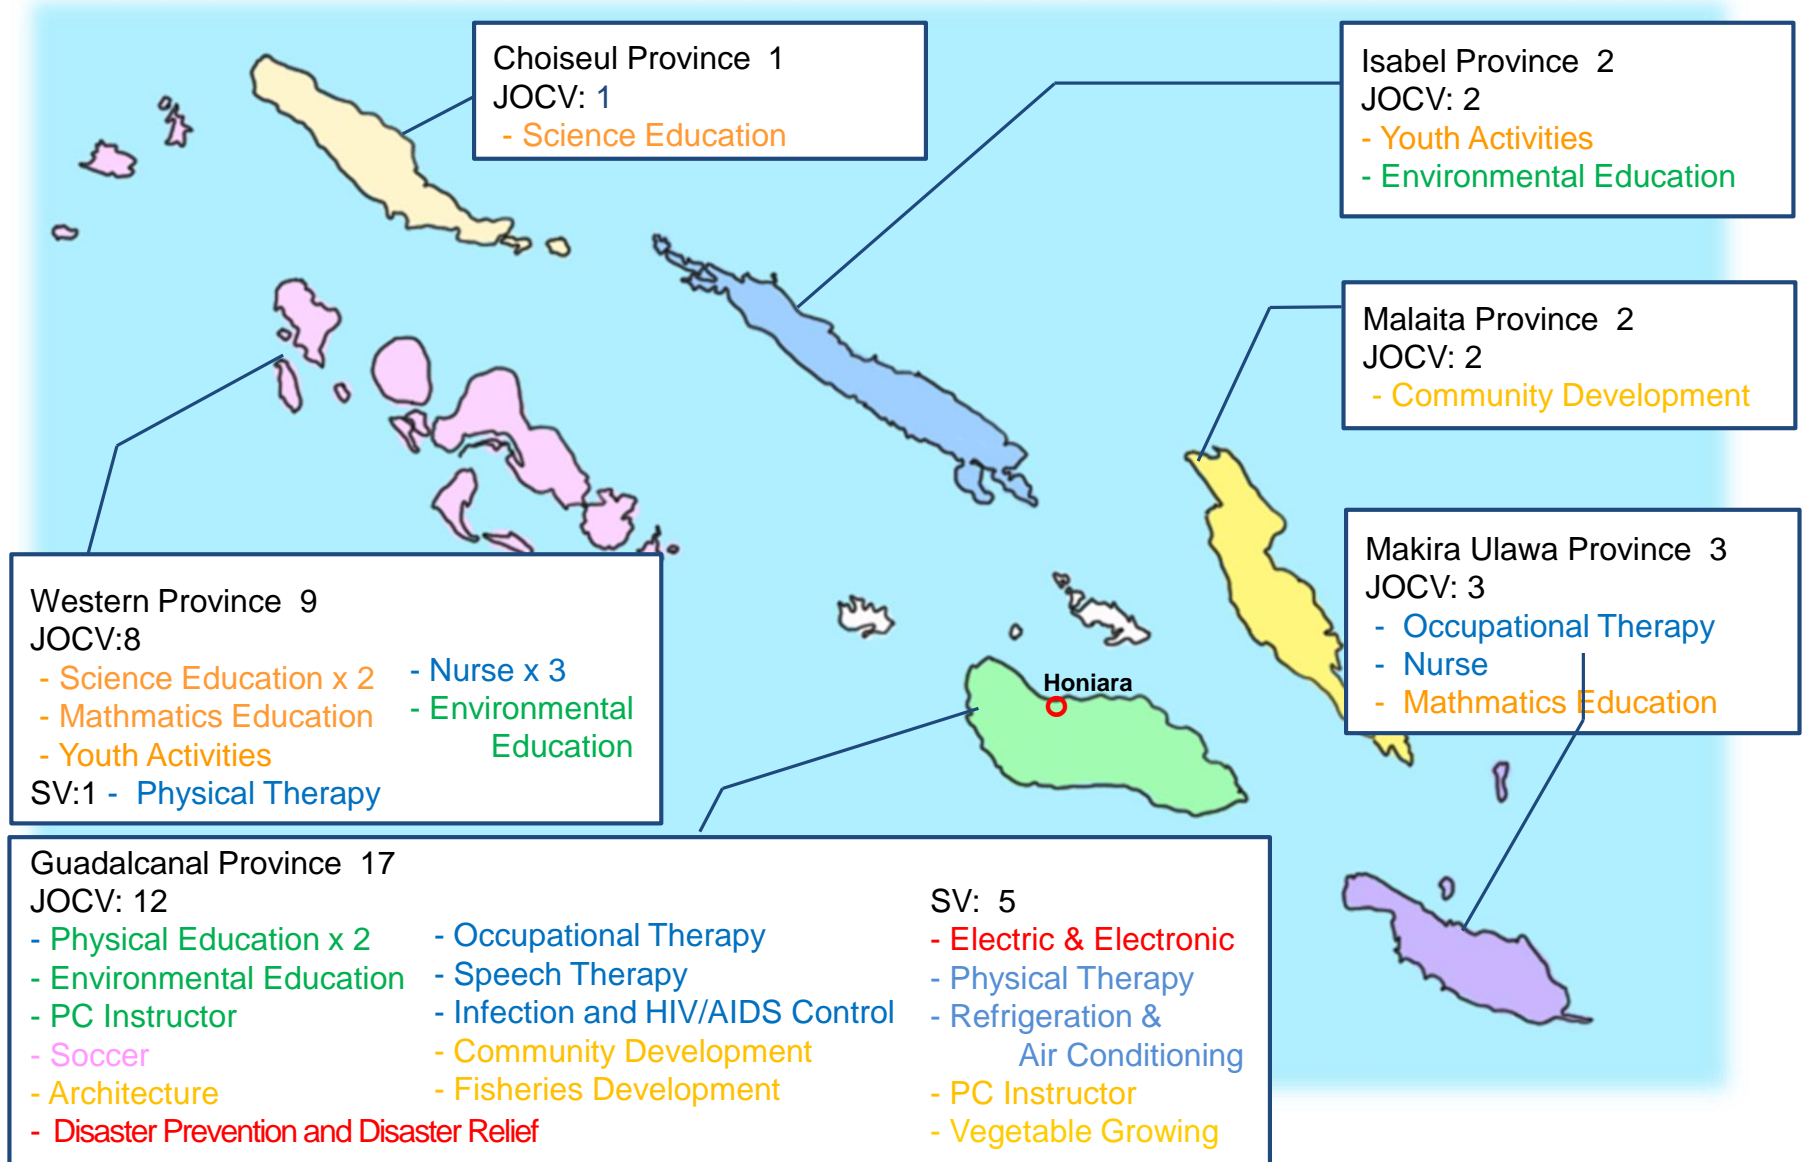 Choiseul Province  1
JOCV: 1
- Science Education
Isabel Province  2
JOCV: 2
- Youth Activities
- Environmental Education
Malaita Province  2
JOCV: 2
- Community Development
Makira Ulawa Province  3
JOCV: 3
-  Occupational Therapy
-  Nurse
-  Mathmatics Education
Honiara
Western Province  9
JOCV:8
- Science Education x 2
- Mathmatics Education
- Youth Activities
- Nurse x 3
- Environmental
Education
SV:1 -  Physical Therapy
Guadalcanal Province  17
JOCV: 12
- Physical Education x 2
- Environmental Education
- PC Instructor
- Soccer
- Architecture
-  Disaster Prevention and Disaster Relief
- Occupational Therapy
- Speech Therapy
- Infection and HIV/AIDS Control
- Community Development
- Fisheries Development
SV:  5
- Electric & Electronic
- Physical Therapy
- Refrigeration &
Air Conditioning
- PC Instructor
- Vegetable Growing